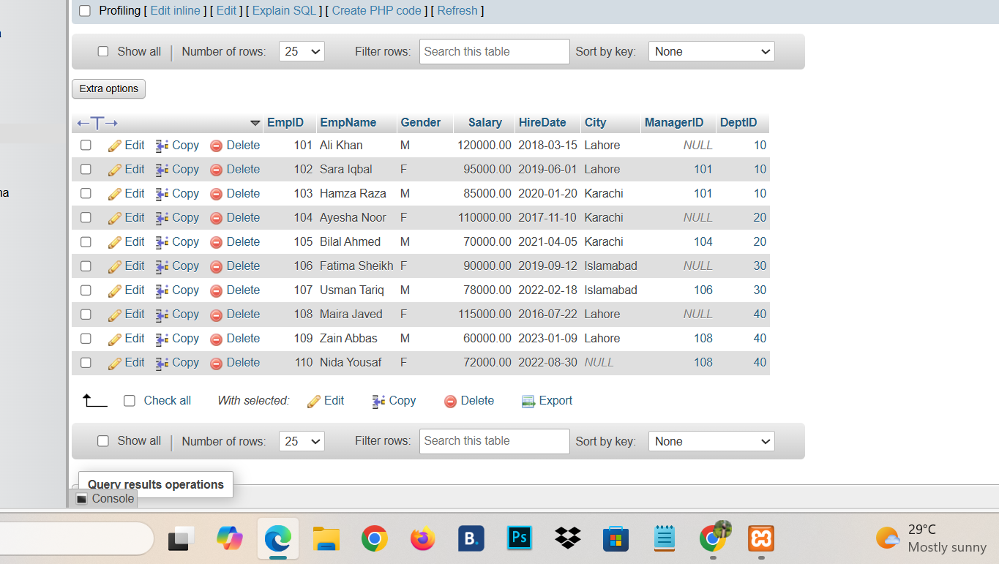 Profiling [ Edit inline ] [ Edit ] [ Explain SQL ] [ Create PHP code ] [ Refresh ]
Show all | Number of rows: 25 Filter rows: Search this table Sort by key: None
Extra options
←T→ EmpID EmpName Gender Salary HireDate City ManagerID DeptID
Edit Copy Delete 101 Ali Khan M 120000.00 2018-03-15 Lahore NULL 10
Edit Copy Delete 102 Sara Iqbal F 95000.00 2019-06-01 Lahore 101 10
Edit Copy Delete 103 Hamza Raza M 85000.00 2020-01-20 Karachi 101 10
Edit Copy Delete 104 Ayesha Noor F 110000.00 2017-11-10 Karachi NULL 20
Edit Copy Delete 105 Bilal Ahmed M 70000.00 2021-04-05 Karachi 104 20
Edit Copy Delete 106 Fatima Sheikh F 90000.00 2019-09-12 Islamabad NULL 30
Edit Copy Delete 107 Usman Tariq M 78000.00 2022-02-18 Islamabad 106 30
Edit Copy Delete 108 Maira Javed F 115000.00 2016-07-22 Lahore NULL 40
Edit Copy Delete 109 Zain Abbas M 60000.00 2023-01-09 Lahore 108 40
Edit Copy Delete 110 Nida Yousaf F 72000.00 2022-08-30 NULL 108 40
Check all With selected: Edit Copy Delete Export
Show all | Number of rows: 25 Filter rows: Search this table Sort by key: None
Query results operations
Console
B.
Ps
29°C
Mostly sunny